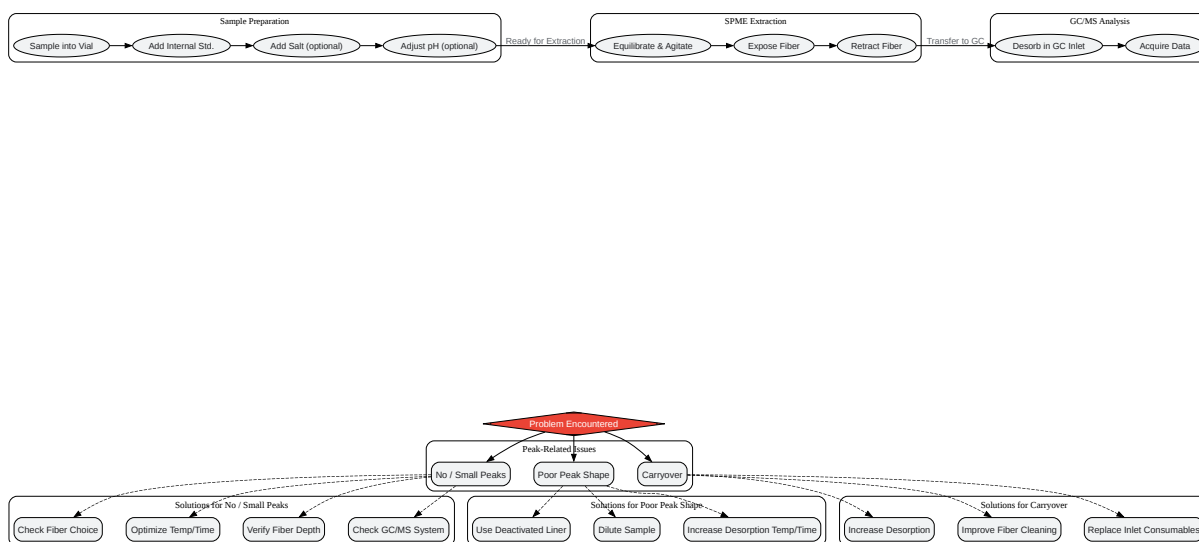 Sample Preparation
SPME Extraction
GC/MS Analysis
Sample into Vial
Add Internal Std.
Add Salt (optional)
Adjust pH (optional)
Ready for Extraction
Equilibrate & Agitate
Expose Fiber
Retract Fiber
Transfer to GC
Desorb in GC Inlet
Acquire Data
Problem Encountered
Peak-Related Issues
No / Small Peaks
Poor Peak Shape
Carryover
Solutions for No / Small Peaks
Solutions for Poor Peak Shape
Solutions for Carryover
Check Fiber Choice
Optimize Temp/Time
Verify Fiber Depth
Check GC/MS System
Use Deactivated Liner
Dilute Sample
Increase Desorption Temp/Time
Increase Desorption
Improve Fiber Cleaning
Replace Inlet Consumables